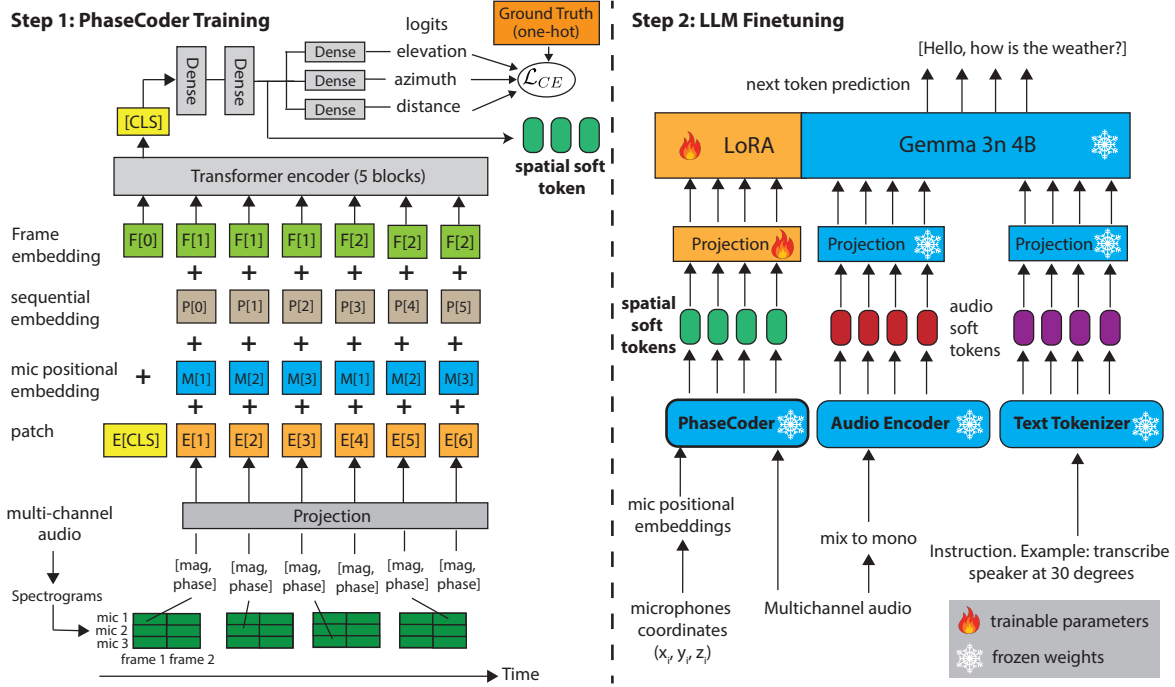 Step 1: PhaseCoder Training
logits
Ground Truth
(one-hot)
Dense
Dense
Dense
elevation
Dense
azimuth
Dense
distance
L_CE
[CLS]
spatial soft
token
Transformer encoder (5 blocks)
Frame
embedding
F[0] F[1] F[1] F[1] F[2] F[2] F[2]
+ + + + + +
sequential
embedding
P[0] P[1] P[2] P[3] P[4] P[5]
+ + + + + +
mic positional
embedding
+ M[1] M[2] M[3] M[1] M[2] M[3]
+ + + + + +
patch
E[CLS] E[1] E[2] E[3] E[4] E[5] E[6]
Projection
multi-channel
audio
[mag,
phase]
[mag,
phase]
[mag,
phase]
[mag,
phase]
[mag,
phase]
[mag,
phase]
Spectrograms
mic 1
mic 2
mic 3
frame 1 frame 2
Time
Step 2: LLM Finetuning
[Hello, how is the weather?]
next token prediction
LoRA
Gemma 3n 4B
Projection
Projection
Projection
spatial
soft
tokens
audio
soft
tokens
PhaseCoder
Audio Encoder
Text Tokenizer
mic positional
embeddings
mix to mono
Instruction. Example: transcribe
speaker at 30 degrees
microphones
coordinates
(xᵢ, yᵢ, zᵢ)
Multichannel audio
trainable parameters
frozen weights